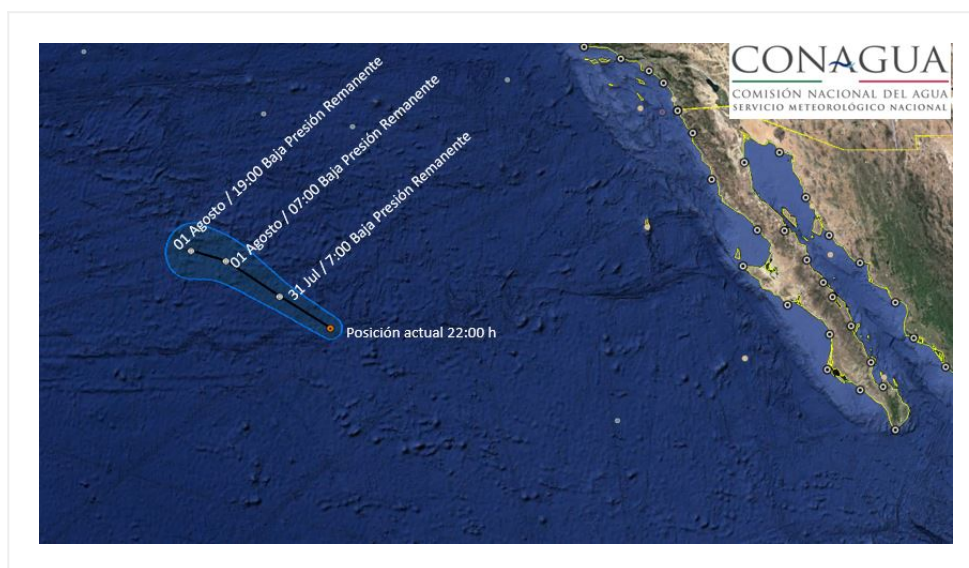 CONAGUA
COMISIÓN NACIONAL DEL AGUA
SERVICIO METEOROLÓGICO NACIONAL
01 Agosto / 19:00 Baja Presión Remanente
01 Agosto / 07:00 Baja Presión Remanente
31 Jul / 7:00 Baja Presión Remanente
Posición actual 22:00 h